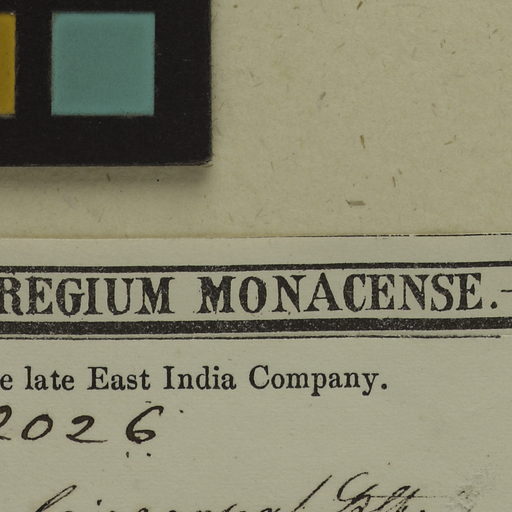 REGIUM MONACENSE.—
e late East India Company.
2026